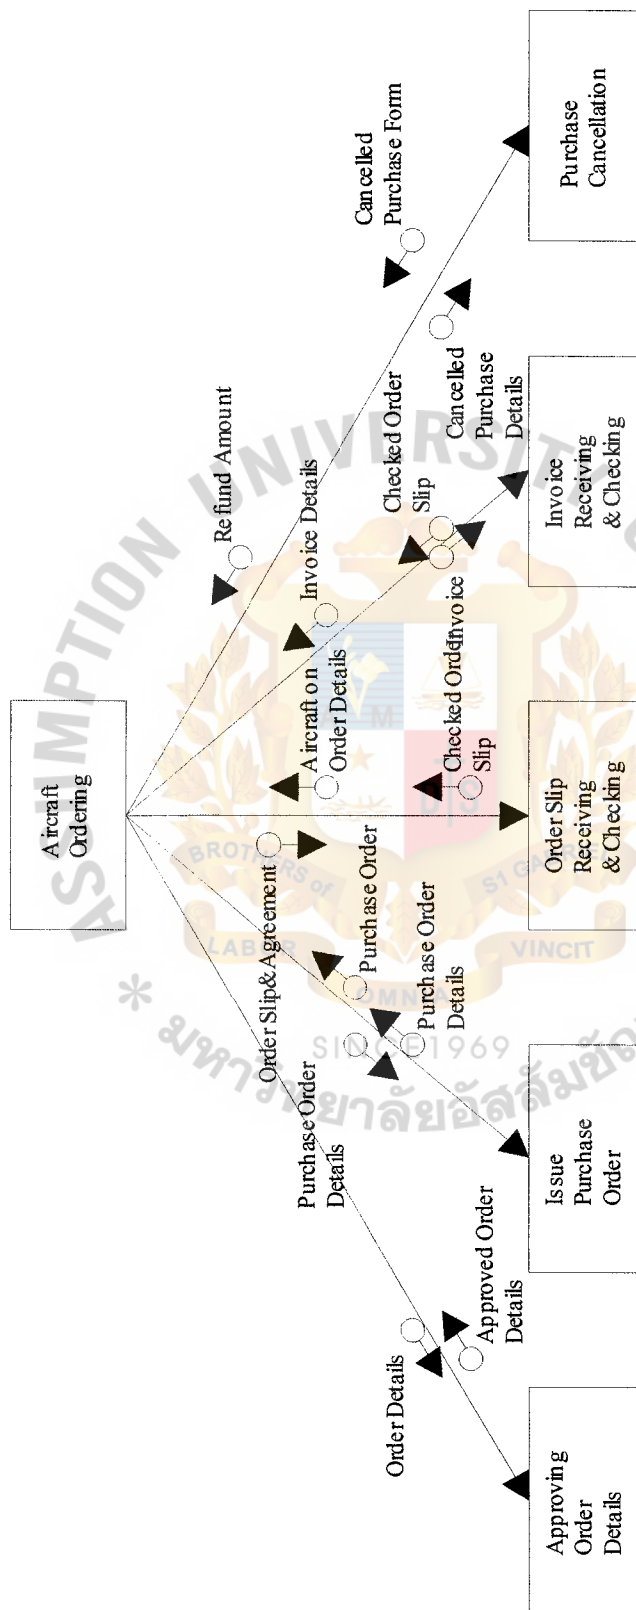 Aircraft
Ordering
Refund Amount
Cancelled
Purchase Form
Invoice Details
Aircraft on
Order Details
Order Slip&Agreement
Purchase Order
Purchase Order
Details
Purchase Order
Details
Checked Order
Slip
Invoice
Checked Order
Slip
Cancelled
Purchase
Details
Order Details
Approved Order
Details
Approving
Order
Details
Issue
Purchase
Order
Order Slip
Receiving
& Checking
Invoice
Receiving
& Checking
Purchase
Cancellation
ASSUMPTION UNIVERSITY
BROTHERS of
ST GABRIEL
LABOR
OMNIA
VINCIT
SINCE1969